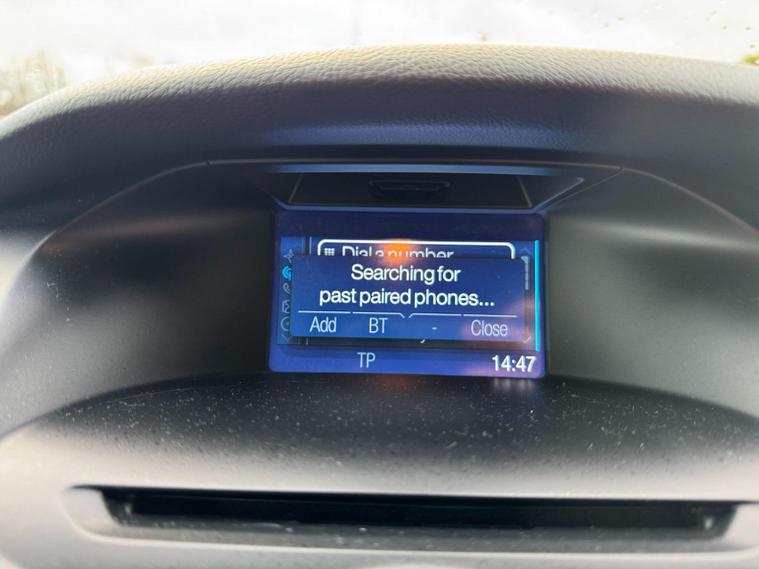 Dial a number
Searching for
past paired phones...
Add BT - Close
TP 14:47